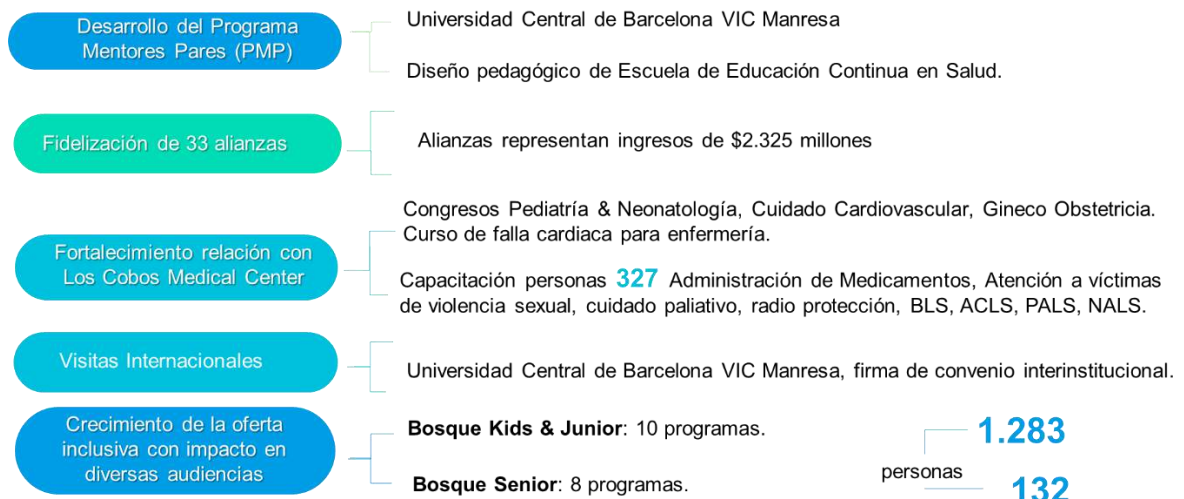 Desarrollo del Programa
Mentores Pares (PMP)
Universidad Central de Barcelona VIC Manresa
Diseño pedagógico de Escuela de Educación Continua en Salud.
Fidelización de 33 alianzas
Alianzas representan ingresos de $2.325 millones
Fortalecimiento relación con
Los Cobos Medical Center
Congresos Pediatría & Neonatología, Cuidado Cardiovascular, Gineco Obstetricia.
Curso de falla cardiaca para enfermería.
Capacitación personas 327 Administración de Medicamentos, Atención a víctimas
de violencia sexual, cuidado paliativo, radio protección, BLS, ACLS, PALS, NALS.
Visitas Internacionales
Universidad Central de Barcelona VIC Manresa, firma de convenio interinstitucional.
Crecimiento de la oferta
inclusiva con impacto en
diversas audiencias
Bosque Kids & Junior: 10 programas.
Bosque Senior: 8 programas.
personas
1.283
132